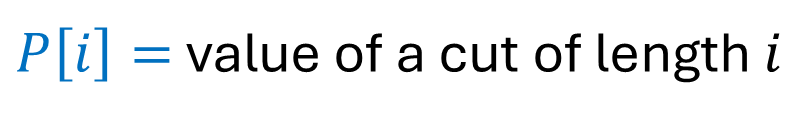 P[i] = value of a cut of length i